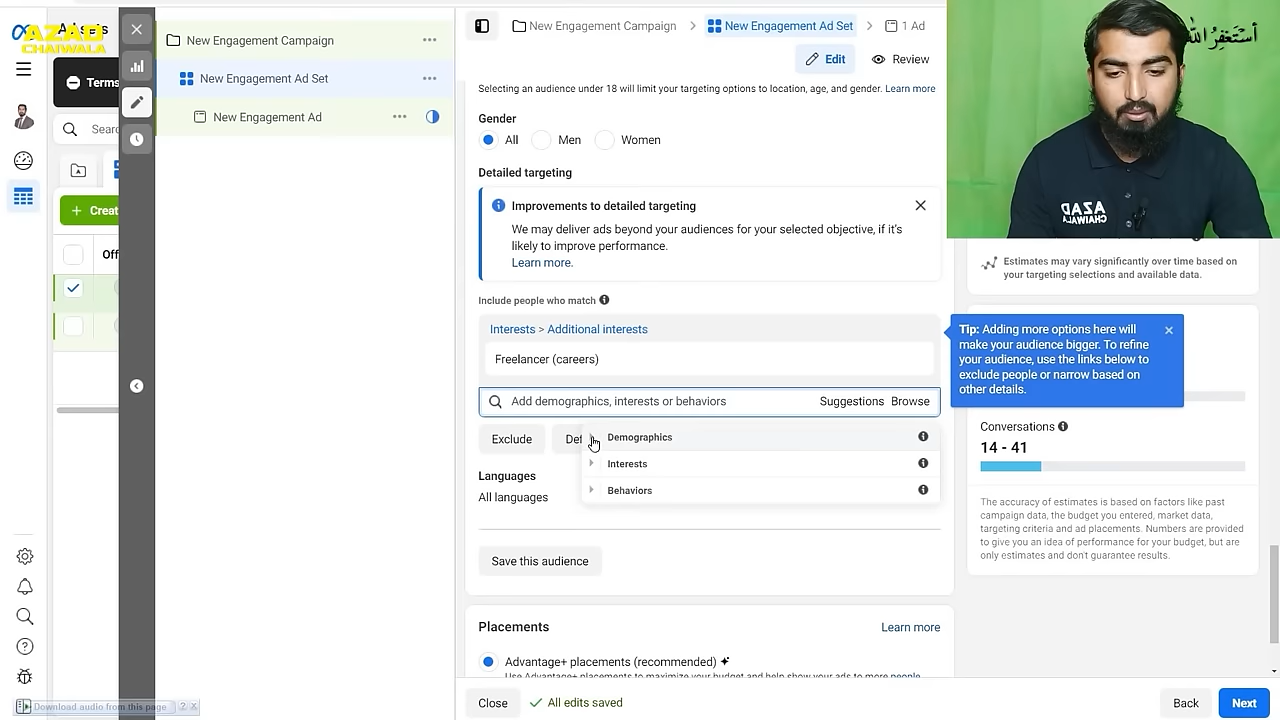 Ad sets
AZAD
CHAIWALA
Terms
Searc
Creat
Off
New Engagement Campaign
New Engagement Ad Set
New Engagement Ad
New Engagement Campaign
New Engagement Ad Set
1 Ad
Edit
Review
Selecting an audience under 18 will limit your targeting options to location, age, and gender. Learn more
Gender
All
Men
Women
Detailed targeting
Improvements to detailed targeting
We may deliver ads beyond your audiences for your selected objective, if it's
likely to improve performance.
Learn more.
Include people who match
Interests > Additional interests
Freelancer (careers)
Add demographics, interests or behaviors
Suggestions Browse
Exclude
Def
Demographics
Interests
Behaviors
Languages
All languages
Save this audience
Placements
Learn more
Advantage+ placements (recommended)
Use Advantage+ placements to maximize your budget and help show your ads to more people.
Close
All edits saved
Back
Next
أستغفر الله
AZAD
CHAIWALA
Estimates may vary significantly over time based on
your targeting selections and available data.
Tip: Adding more options here will
make your audience bigger. To refine
your audience, use the links below to
exclude people or narrow based on
other details.
Conversations
14 - 41
The accuracy of estimates is based on factors like past
campaign data, the budget you entered, market data,
targeting criteria and ad placements. Numbers are provided
to give you an idea of performance for your budget, but are
only estimates and don't guarantee results.
Download audio from this page